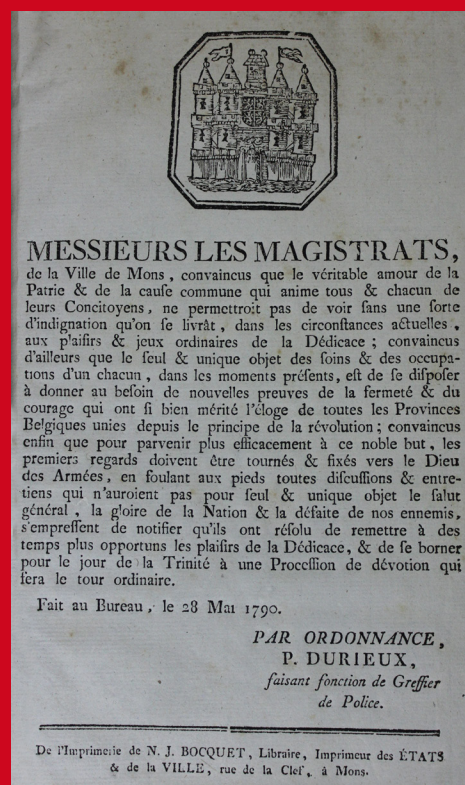 MESSIEURS LES MAGISTRATS,
de la Ville de Mons, convaincus que le véritable amour de la
Patrie & de la cauſe commune qui anime tous & chacun de
leurs Concitoyens, ne permettroit pas de voir ſans une ſorte
d'indignation qu'on ſe livrât, dans les circonſtances actuelles,
aux plaiſirs & jeux ordinaires de la Dédicace; convaincus
d'ailleurs que le ſeul & unique objet des ſoins & des occupa-
tions d'un chacun, dans les moments préſents, eſt de ſe diſpoſer
à donner au beſoin de nouvelles preuves de la fermeté & du
courage qui ont ſi bien mérité l'éloge de toutes les Provinces
Belgiques unies depuis le principe de la révolution; convaincus
enfin que pour parvenir plus efficacement à ce noble but, les
premiers regards doivent être tournés & fixés vers le Dieu
des Armées, en foulant aux pieds toutes diſcuſſions & entre-
tiens qui n'auroient pas pour ſeul & unique objet le ſalut
général, la gloire de la Nation & la défaite de nos ennemis,
s'empreſſent de notifier qu'ils ont réſolu de remettre à des
temps plus opportuns les plaiſirs de la Dédicace, & de ſe borner
pour le jour de la Trinité à une Proceſſion de dévotion qui
ſera le tour ordinaire.
Fait au Bureau, le 28 Mai 1790.
PAR ORDONNANCE,
P. DURIEUX,
faisant fonction de Greffier
de Police.
De l'Imprimerie de N. J. BOCQUET, Libraire, Imprimeur des ÉTATS
& de la VILLE, rue de la Clef, à Mons.